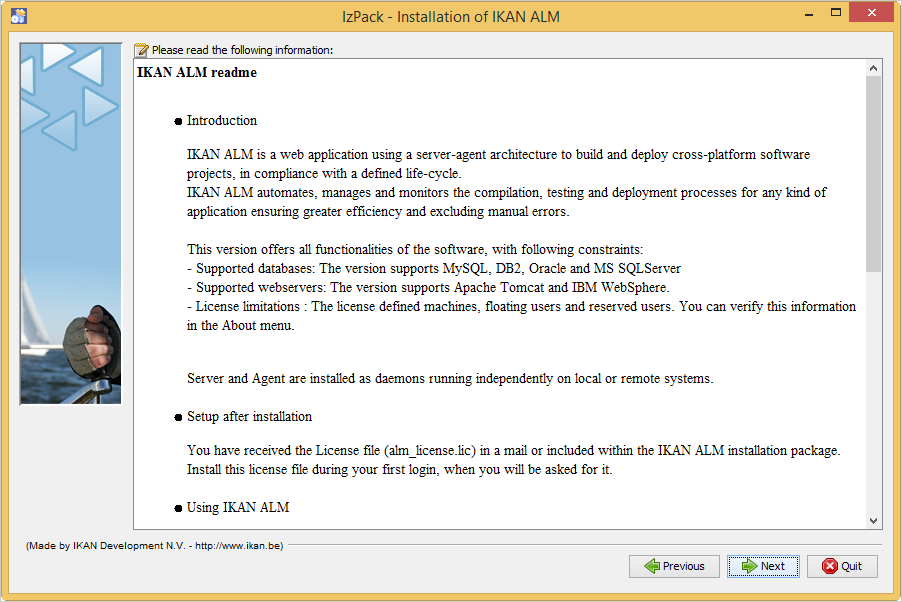 IzPack - Installation of IKAN ALM
Please read the following information:
IKAN ALM readme
● Introduction
IKAN ALM is a web application using a server-agent architecture to build and deploy cross-platform software
projects, in compliance with a defined life-cycle.
IKAN ALM automates, manages and monitors the compilation, testing and deployment processes for any kind of
application ensuring greater efficiency and excluding manual errors.
This version offers all functionalities of the software, with following constraints:
- Supported databases: The version supports MySQL, DB2, Oracle and MS SQLServer
- Supported webservers: The version supports Apache Tomcat and IBM WebSphere.
- License limitations : The license defined machines, floating users and reserved users. You can verify this information
in the About menu.
Server and Agent are installed as daemons running independently on local or remote systems.
● Setup after installation
You have received the License file (alm_license.lic) in a mail or included within the IKAN ALM installation package.
Install this license file during your first login, when you will be asked for it.
● Using IKAN ALM
(Made by IKAN Development N.V. - http://www.ikan.be)
Previous
Next
Quit